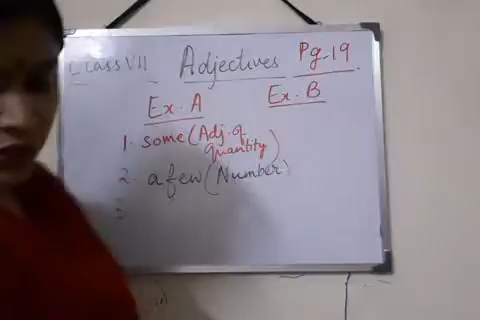 Class VII Adjectives Pg-19
Ex. A Ex. B
1. some (Adj. of
quantity)
2. a few (Number)